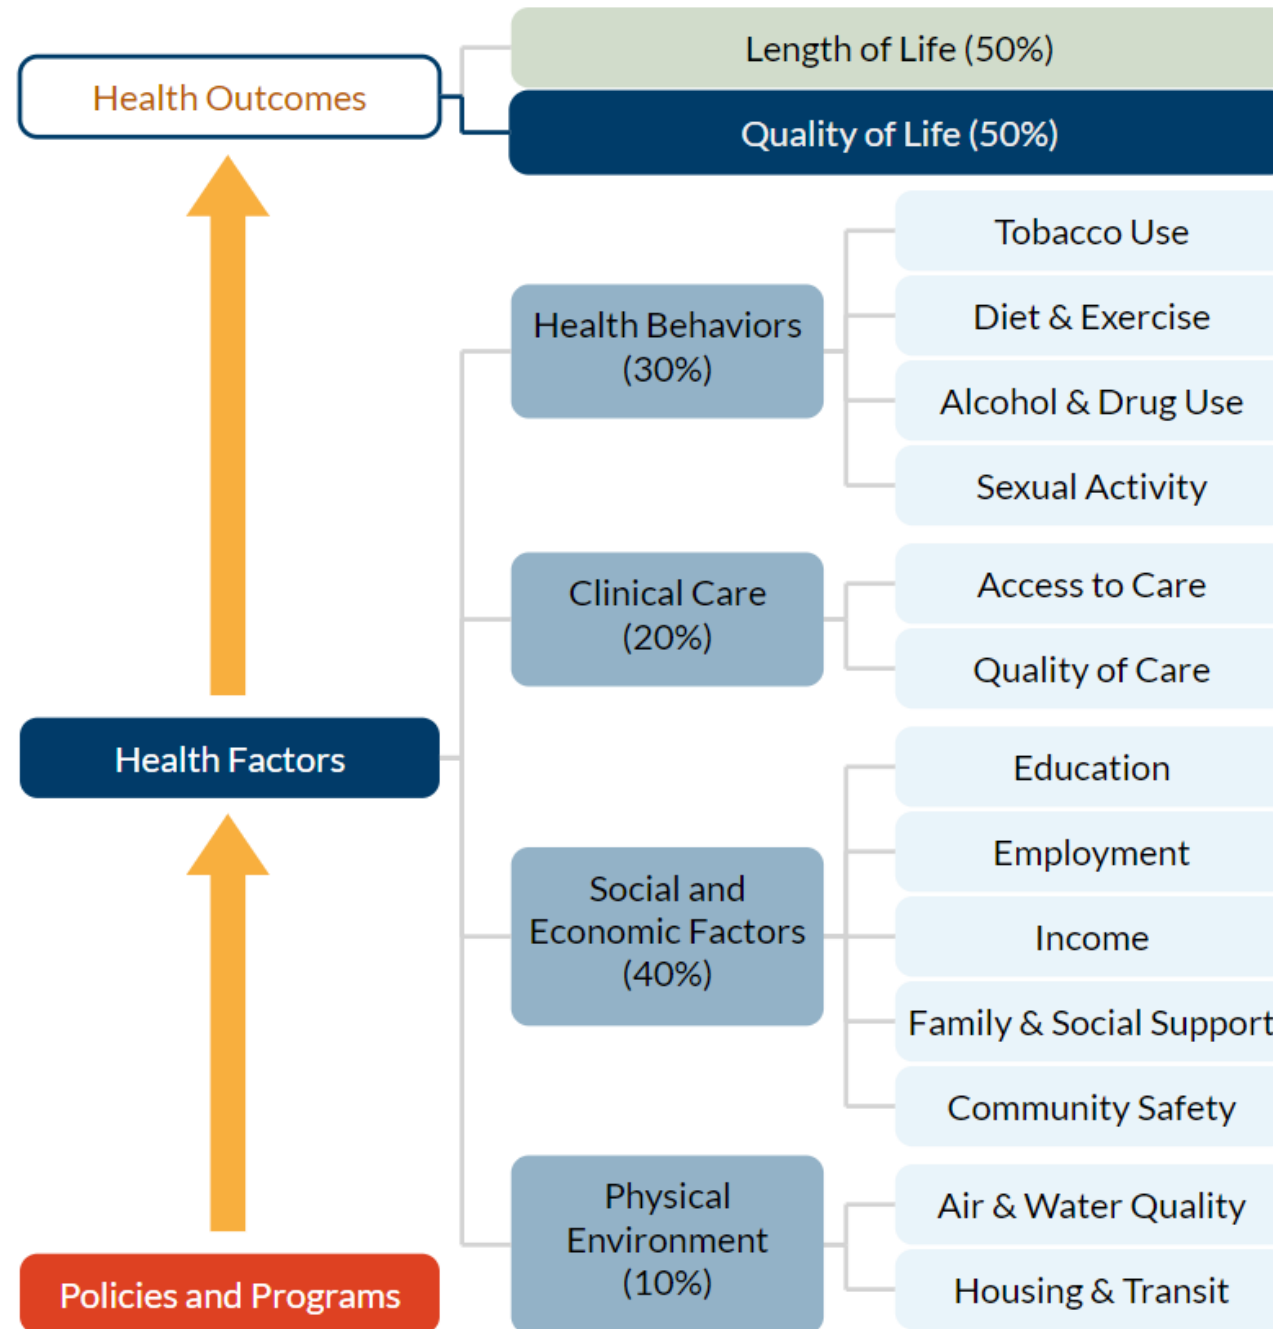 Length of Life (50%)
Health Outcomes
Quality of Life (50%)
Tobacco Use
Health Behaviors
(30%)
Diet & Exercise
Alcohol & Drug Use
Sexual Activity
Clinical Care
(20%)
Access to Care
Quality of Care
Health Factors
Education
Employment
Social and
Economic Factors
(40%)
Income
Family & Social Support
Community Safety
Physical
Environment
(10%)
Air & Water Quality
Housing & Transit
Policies and Programs